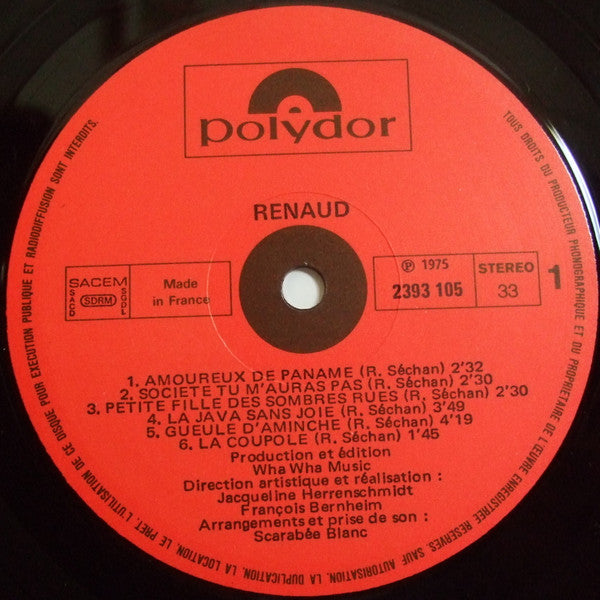 polydor
RENAUD
SACEM
SACD
SDRM
SGDL
Made
in France
℗ 1975
2393 105
STEREO
33
1
1. AMOUREUX DE PANAME (R. Séchan) 2'32
2. SOCIETE TU M'AURAS PAS (R. Séchan) 2'30
3. PETITE FILLE DES SOMBRES RUES (R. Séchan) 2'30
4. LA JAVA SANS JOIE (R. Séchan) 3'49
5. GUEULE D'AMINCHE (R. Séchan) 4'19
6. LA COUPOLE (R. Séchan) 1'45
Production et édition
Wha Wha Music
Direction artistique et réalisation :
Jacqueline Herrenschmidt
François Bernheim
Arrangements et prise de son :
Scarabée Blanc
TOUS DROITS DU PRODUCTEUR PHONOGRAPHIQUE ET DU PROPRIETAIRE DE L'ŒUVRE ENREGISTREE RESERVES. SAUF AUTORISATION, LA DUPLICATION, LA LOCATION, LE PRET, L'UTILISATION DE CE DISQUE POUR EXECUTION PUBLIQUE ET RADIODIFFUSION SONT INTERDITS.